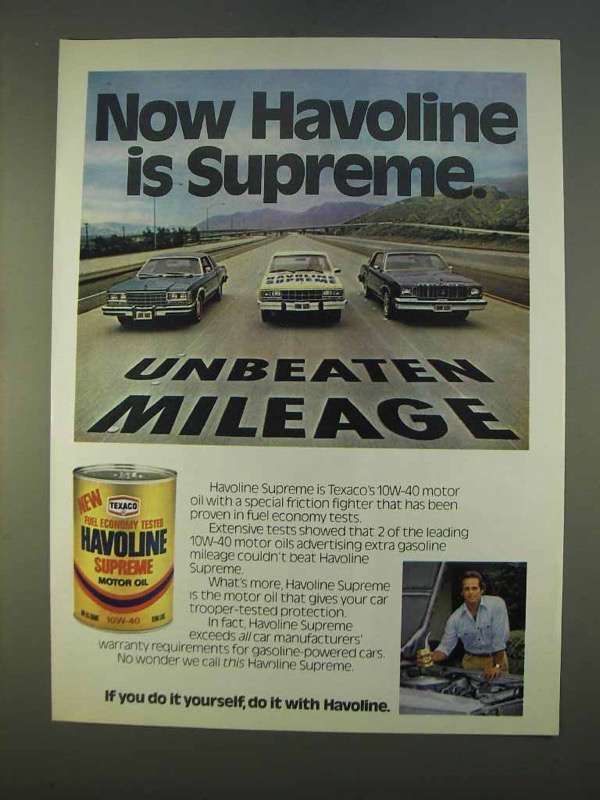 Now Havoline
is Supreme.
HAVOLINE
SUPREME
UNBEATEN
MILEAGE
Havoline Supreme is Texaco's 10W-40 motor
oil with a special friction fighter that has been
proven in fuel economy tests.
Extensive tests showed that 2 of the leading
10W-40 motor oils advertising extra gasoline
mileage couldn't beat Havoline
Supreme.
What's more, Havoline Supreme
is the motor oil that gives your car
trooper-tested protection.
In fact, Havoline Supreme
exceeds all car manufacturers'
warranty requirements for gasoline-powered cars.
No wonder we call this Havoline Supreme.
NEW
TEXACO
FUEL ECONOMY TESTED
HAVOLINE
SUPREME
MOTOR OIL
10W-40
If you do it yourself, do it with Havoline.